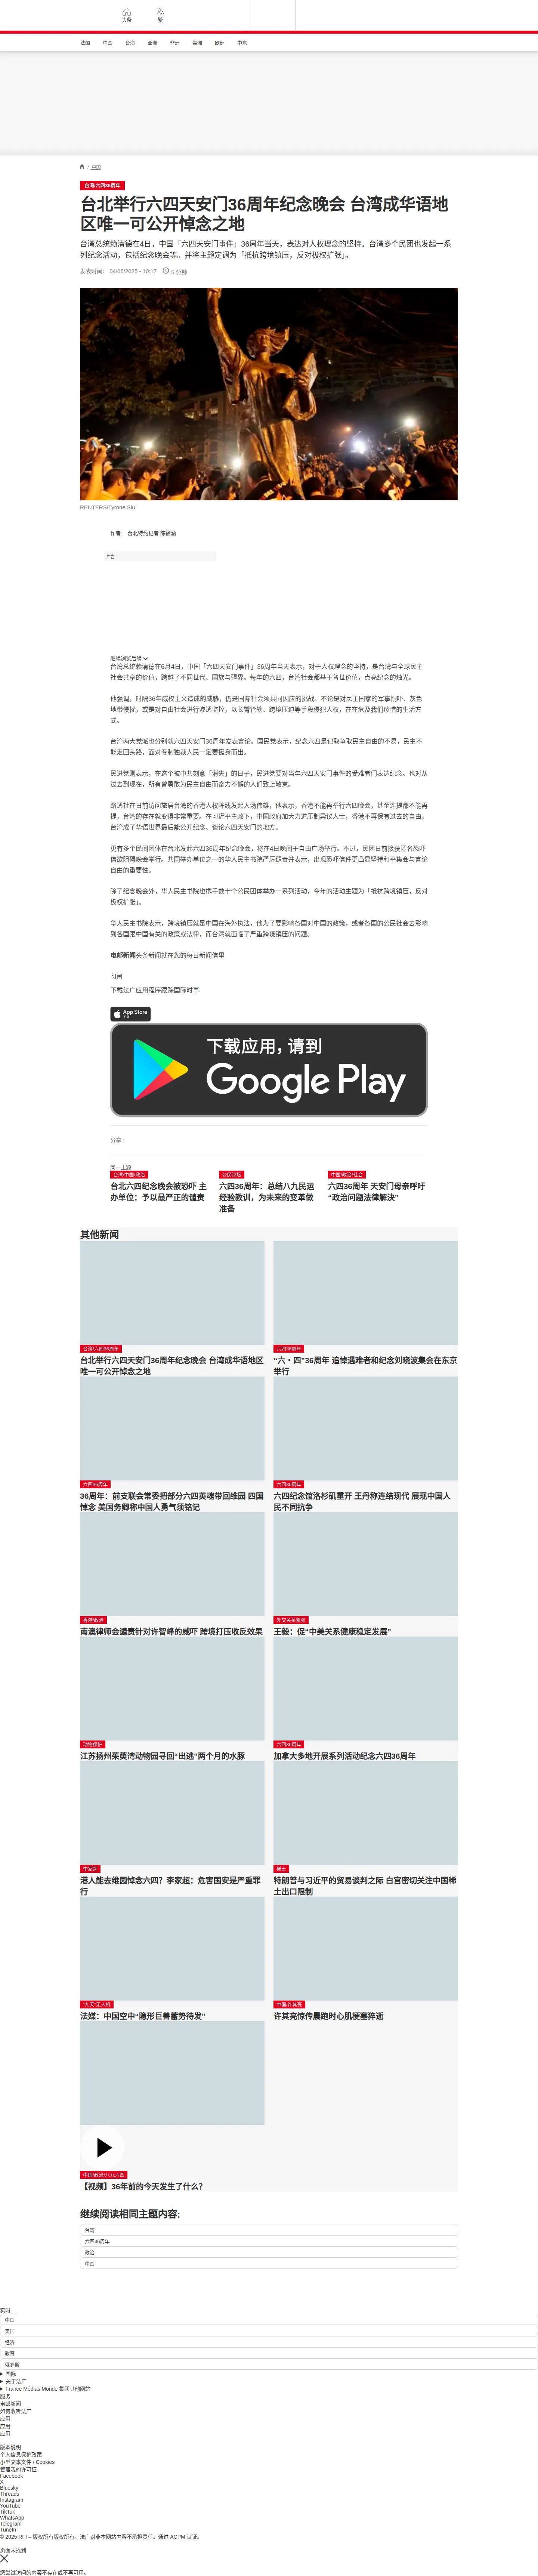 头条
繁
法国
中国
台海
亚洲
非洲
美洲
欧洲
中东
/ 中国
台湾/六四36周年
台北举行六四天安门36周年纪念晚会 台湾成华语地
区唯一可公开悼念之地
台湾总统赖清德在4日，中国「六四天安门事件」36周年当天，表达对人权理念的坚持。台湾多个民团也发起一系
列纪念活动，包括纪念晚会等。并将主题定调为「抵抗跨境镇压，反对极权扩张」。
发表时间： 04/06/2025 - 10:17
5 分钟
REUTERS/Tyrone Siu
作者： 台北特约记者 陈筱涵
广告
继续浏览后续
台湾总统赖清德在6月4日，中国「六四天安门事件」36周年当天表示，对于人权理念的坚持，是台湾与全球民主
社会共享的价值，跨越了不同世代、国族与疆界。每年的六四，台湾社会都基于普世价值，点亮纪念的烛光。
他强调，时隔36年威权主义造成的威胁，仍是国际社会须共同因应的挑战。不论是对民主国家的军事恫吓、灰色
地带侵扰，或是对自由社会进行渗透监控，以长臂管辖、跨境压迫等手段侵犯人权，在在危及我们珍惜的生活方
式。
台湾两大党派也分别就六四天安门36周年发表言论。国民党表示，纪念六四是记取争取民主自由的不易，民主不
能走回头路，面对专制独裁人民一定要挺身而出。
民进党则表示，在这个被中共刻意「消失」的日子，民进党要对当年六四天安门事件的受难者们表达纪念。也对从
过去到现在，所有曾勇敢为民主自由而奋力不懈的人们致上敬意。
路透社在日前访问旅居台湾的香港人权阵线发起人汤伟雄，他表示，香港不能再举行六四晚会，甚至连提都不能再
提，台湾的存在就变得非常重要。在习近平主政下，中国政府加大力道压制异议人士，香港不再保有过去的自由，
台湾成了华语世界最后能公开纪念、谈论六四天安门的地方。
更有多个民间团体在台北发起六四36周年纪念晚会，将在4日晚间于自由广场举行。不过，民团日前接获匿名恐吓
信欲阻碍晚会举行。共同举办单位之一的华人民主书院严厉谴责并表示，出现恐吓信件更凸显坚持和平集会与言论
自由的重要性。
除了纪念晚会外，华人民主书院也携手数十个公民团体举办一系列活动，今年的活动主题为「抵抗跨境镇压，反对
极权扩张」。
华人民主书院表示，跨境镇压就是中国在海外执法，他为了要影响各国对中国的政策，或者各国的公民社会去影响
到各国跟中国有关的政策或法律，而台湾就面临了严重跨境镇压的问题。
电邮新闻头条新闻就在您的每日新闻信里
订阅
下载法广应用程序跟踪国际时事
App Store
下载
下载应用，请到
Google Play
分享 :
同一主题
台湾/中国/政治
台北六四纪念晚会被恐吓 主
办单位：予以最严正的谴责
公民论坛
六四36周年：总结八九民运
经验教训，为未来的变革做
准备
中国/政治/社会
六四36周年 天安门母亲呼吁
“政治问题法律解决”
其他新闻
台湾/六四36周年
台北举行六四天安门36周年纪念晚会 台湾成华语地区
唯一可公开悼念之地
六四36周年
“六・四”36周年 追悼遇难者和纪念刘晓波集会在东京
举行
六四36周年
36周年：前支联会常委把部分六四英魂带回维园 四国
悼念 美国务卿称中国人勇气须铭记
六四36周年
六四纪念馆洛杉矶重开 王丹称连结现代 展现中国人
民不同抗争
香港/政治
南澳律师会谴责针对许智峰的威吓 跨境打压收反效果
外交关系紧张
王毅：促“中美关系健康稳定发展”
动物保护
江苏扬州茱萸湾动物园寻回“出逃”两个月的水豚
六四36周年
加拿大多地开展系列活动纪念六四36周年
李家超
港人能去维园悼念六四？李家超：危害国安是严重罪
行
稀土
特朗普与习近平的贸易谈判之际 白宫密切关注中国稀
土出口限制
“九天”无人机
法媒：中国空中“隐形巨兽蓄势待发”
中国/许其亮
许其亮惊传晨跑时心肌梗塞猝逝
中国/政治/八九六四
【视频】36年前的今天发生了什么？
继续阅读相同主题内容:
台湾
六四36周年
政治
中国
实时
中国
美国
经济
教育
俄罗斯
国际
关于法广
France Médias Monde 集团其他网站
服务
电邮新闻
如何收听法广
应用
应用
应用
版本说明
个人信息保护政策
小型文本文件 / Cookies
管理我的许可证
Facebook
X
Bluesky
Threads
Instagram
YouTube
TikTok
WhatsApp
Telegram
TuneIn
© 2025 RFI – 版权所有版权所有。法广对非本网站内容不承担责任。通过 ACPM 认证。
页面未找到
您尝试访问的内容不存在或不再可用。